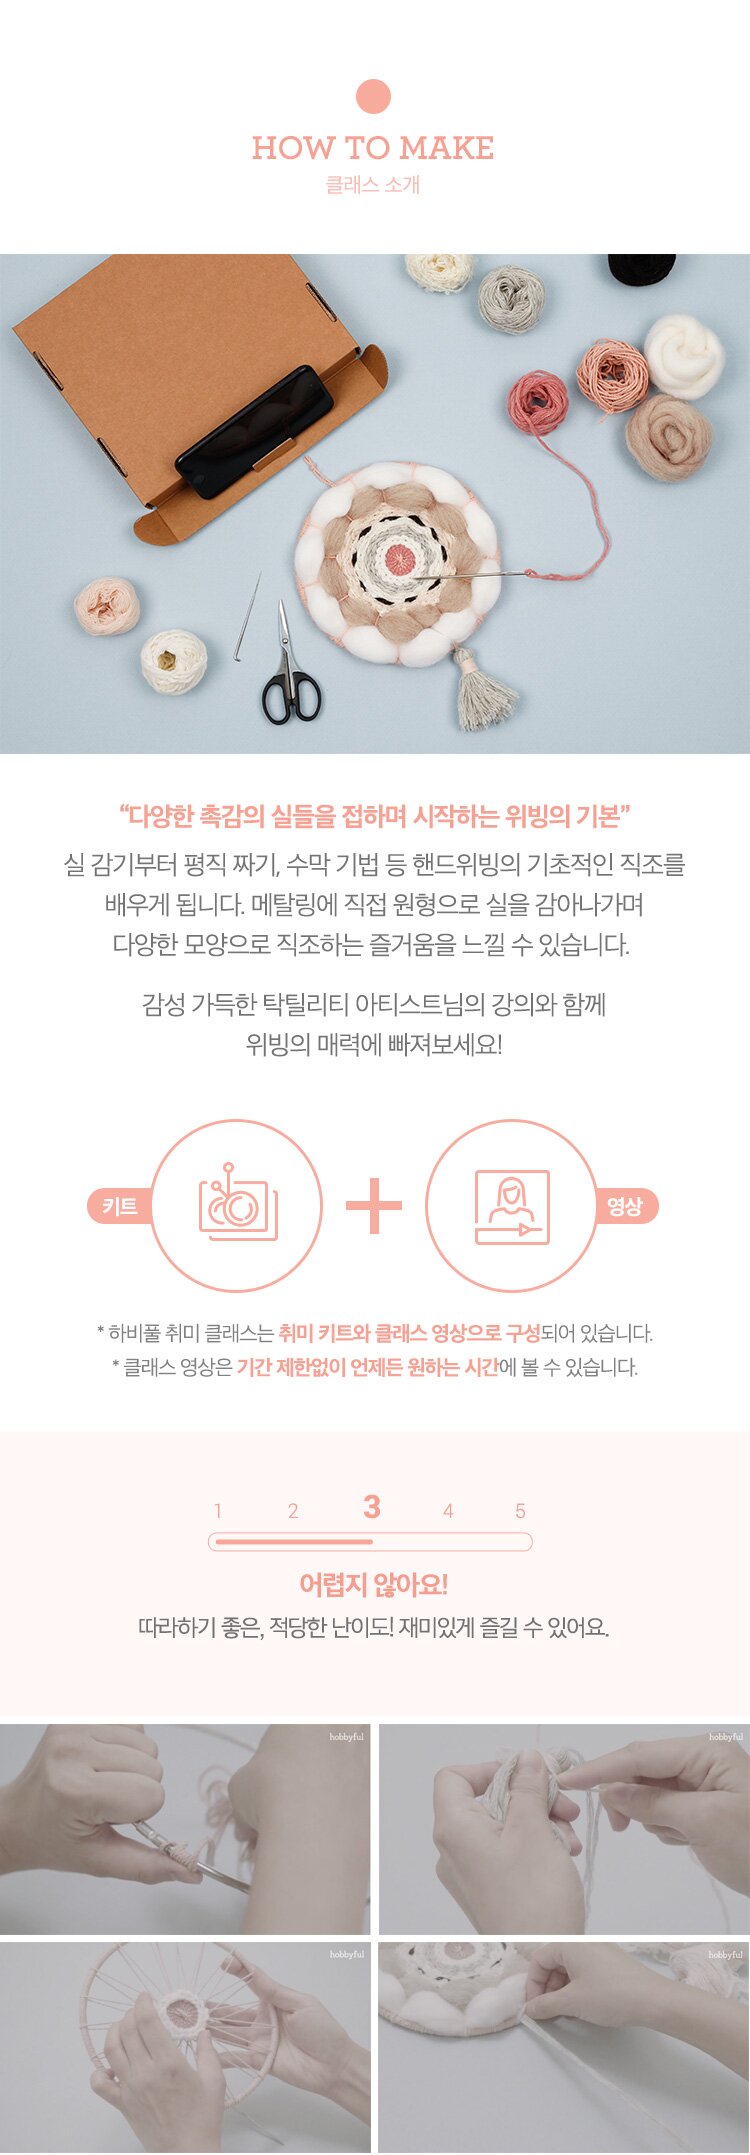 HOW TO MAKE
클래스 소개
“다양한 촉감의 실들을 접하며 시작하는 위빙의 기본”
실 감기부터 평직 짜기, 수막 기법 등 핸드위빙의 기초적인 직조를
배우게 됩니다. 메탈링에 직접 원형으로 실을 감아나가며
다양한 모양으로 직조하는 즐거움을 느낄 수 있습니다.
감성 가득한 탁틸리티 아티스트님의 강의와 함께
위빙의 매력에 빠져보세요!
키트
영상
* 하비풀 취미 클래스는 취미 키트와 클래스 영상으로 구성되어 있습니다.
* 클래스 영상은 기간 제한없이 언제든 원하는 시간에 볼 수 있습니다.
1 2 3 4 5
어렵지 않아요!
따라하기 좋은, 적당한 난이도! 재미있게 즐길 수 있어요.
hobbyful
hobbyful
hobbyful
hobbyful